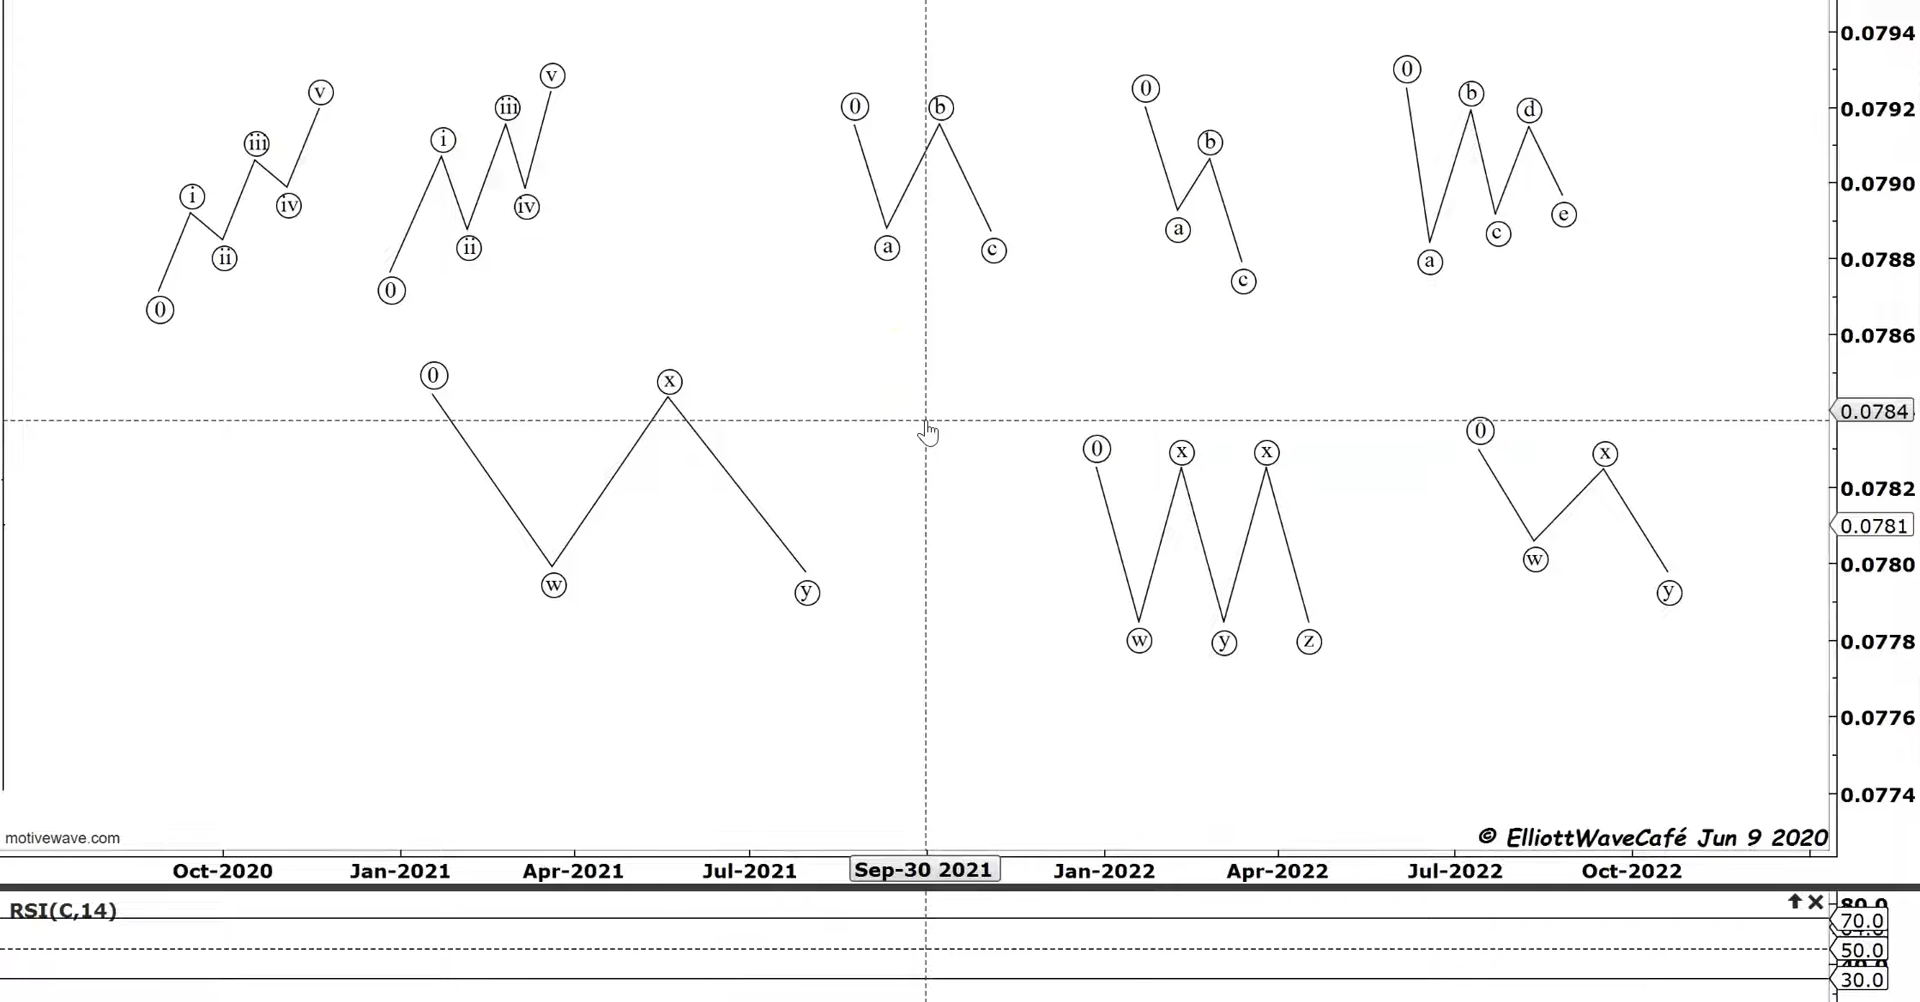 0 i ii iii iv v
0 i ii iii iv v
0 a b c
0 a b c
0 a b c d e
0 w x y
0 w x y x z
0 w x y
0.0794
0.0792
0.0790
0.0788
0.0786
0.0784
0.0782
0.0781
0.0780
0.0778
0.0776
0.0774
motivewave.com
© ElliottWaveCafé Jun 9 2020
Oct-2020 Jan-2021 Apr-2021 Jul-2021 Sep-30 2021 Jan-2022 Apr-2022 Jul-2022 Oct-2022
RSI(C,14)
80.0
70.0
50.0
30.0